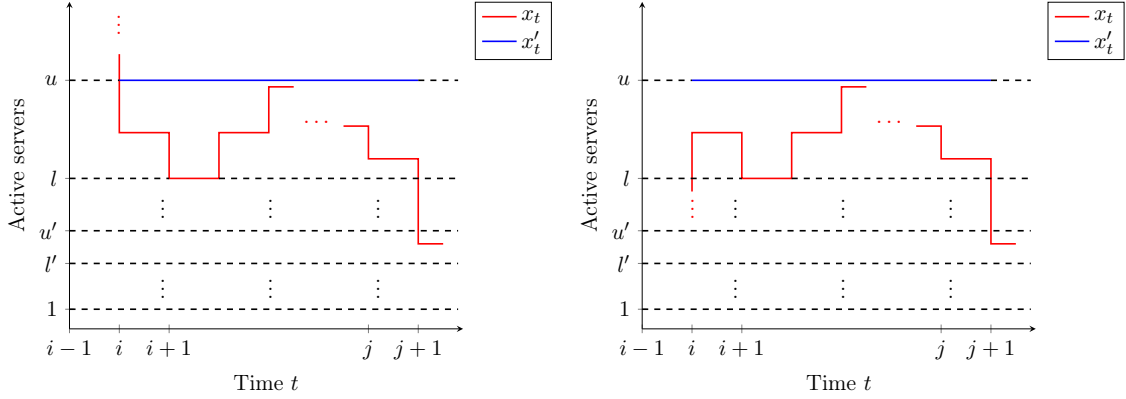 x_t
x'_t
Active servers
u
l
u'
l'
1
i − 1
i
i + 1
j
j + 1
Time t
x_t
x'_t
Active servers
u
l
u'
l'
1
i − 1
i
i + 1
j
j + 1
Time t